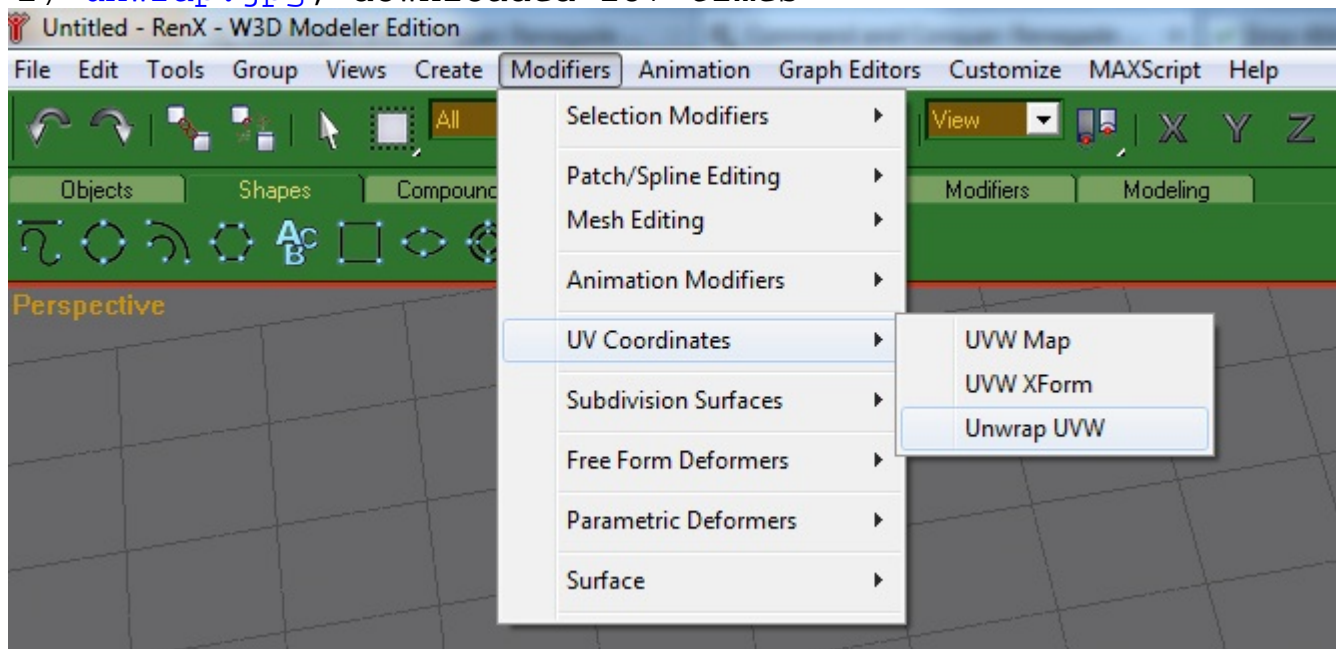 Untitled - RenX - W3D Modeler Edition
File Edit Tools Group Views Create Modifiers Animation Graph Editors Customize MAXScript Help
All
View
X Y Z
Objects Shapes Compound Modifiers Modeling
ABC
Perspective
Selection Modifiers
Patch/Spline Editing
Mesh Editing
Animation Modifiers
UV Coordinates
Subdivision Surfaces
Free Form Deformers
Parametric Deformers
Surface
UVW Map
UVW XForm
Unwrap UVW